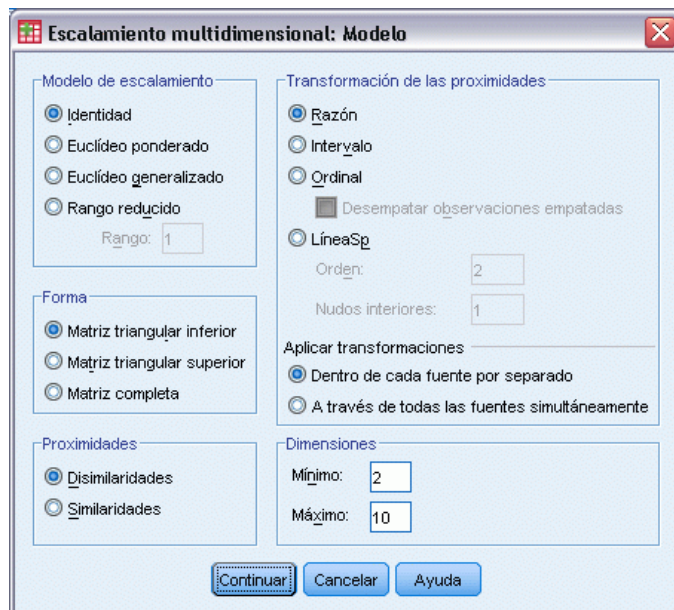 Escalamiento multidimensional: Modelo
Modelo de escalamiento
Identidad
Euclídeo ponderado
Euclídeo generalizado
Rango reducido
Rango: 1
Forma
Matriz triangular inferior
Matriz triangular superior
Matriz completa
Proximidades
Disimilaridades
Similaridades
Transformación de las proximidades
Razón
Intervalo
Ordinal
Desempatar observaciones empatadas
LíneaSp
Orden: 2
Nudos interiores: 1
Aplicar transformaciones
Dentro de cada fuente por separado
A través de todas las fuentes simultáneamente
Dimensiones
Mínimo: 2
Máximo: 10
Continuar Cancelar Ayuda